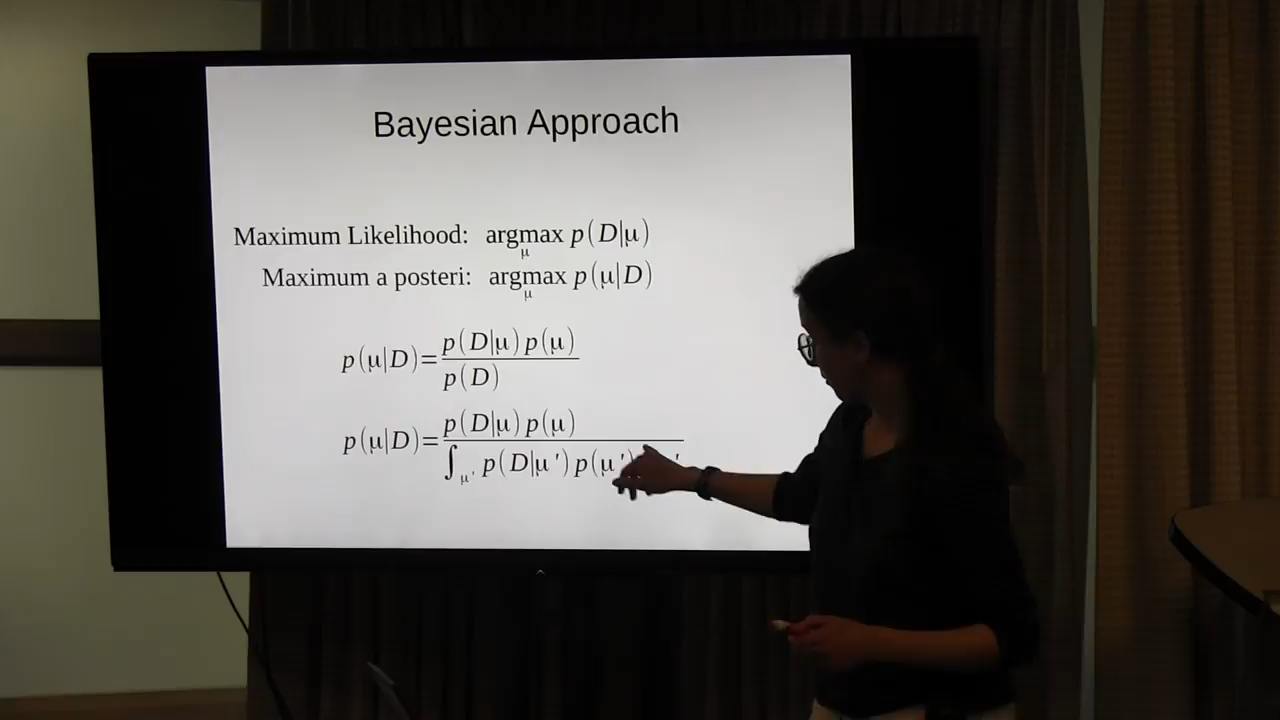 Bayesian Approach
Maximum Likelihood: argmax p(D|μ)
μ
Maximum a posteri: argmax p(μ|D)
μ
p(μ|D)= p(D|μ) p(μ)
p(D)
p(μ|D)= p(D|μ) p(μ)
∫μ' p(D|μ') p(μ')